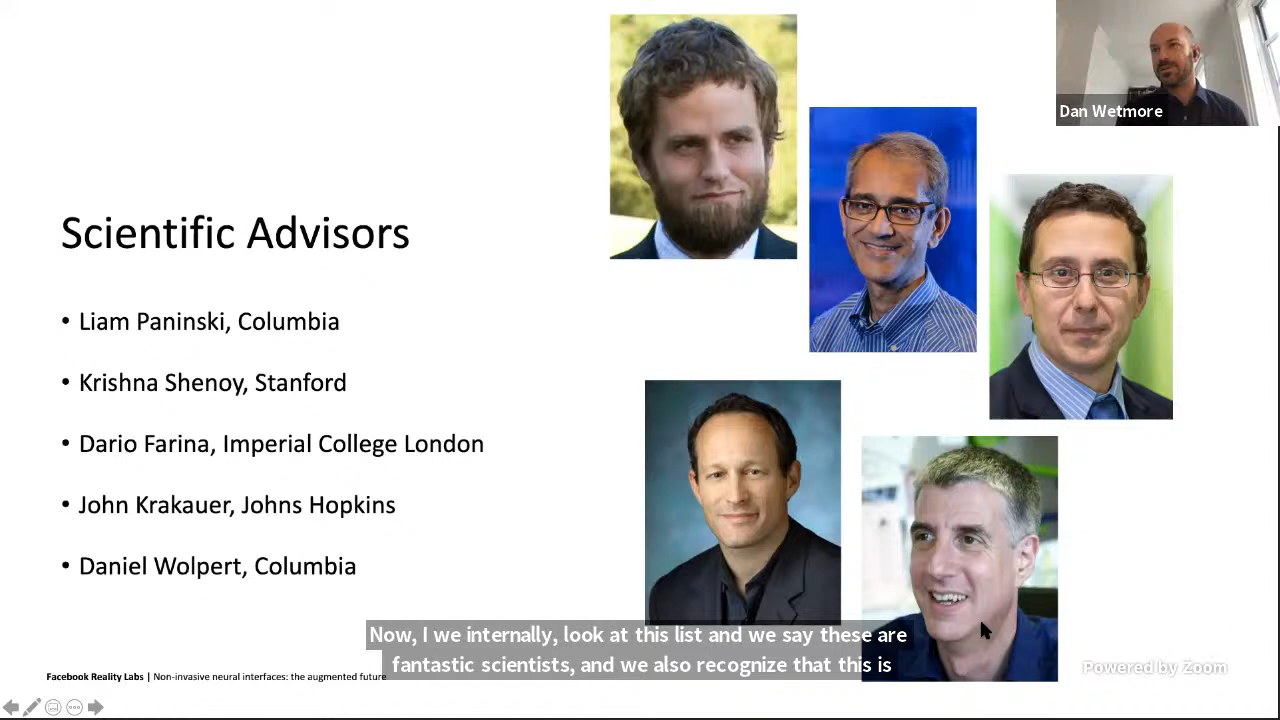 Dan Wetmore
Scientific Advisors
• Liam Paninski, Columbia
• Krishna Shenoy, Stanford
• Dario Farina, Imperial College London
• John Krakauer, Johns Hopkins
• Daniel Wolpert, Columbia
Now, I we internally, look at this list and we say these are
fantastic scientists, and we also recognize that this is
Facebook Reality Labs | Non-invasive neural interfaces: the augmented future
Powered by Zoom